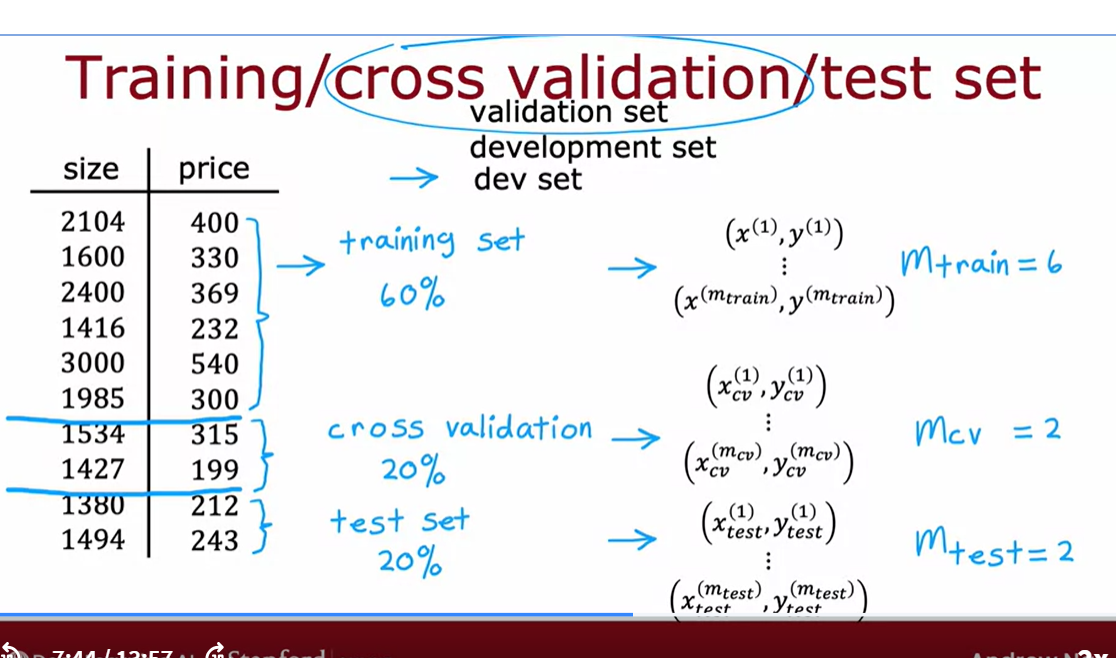 Training/cross validation/test set
validation set
development set
dev set
size price
2104 400
1600 330
2400 369
1416 232
3000 540
1985 300
1534 315
1427 199
1380 212
1494 243
training set
60%
(x⁽¹⁾, y⁽¹⁾)
⋮
(x^(m_train), y^(m_train))
m_train = 6
cross validation
20%
(x_cv^(1), y_cv^(1))
⋮
(x_cv^(m_cv), y_cv^(m_cv))
m_cv = 2
test set
20%
(x_test^(1), y_test^(1))
⋮
(x_test^(m_test), y_test^(m_test))
m_test = 2
7:44 / 13:57
Stanford
2x